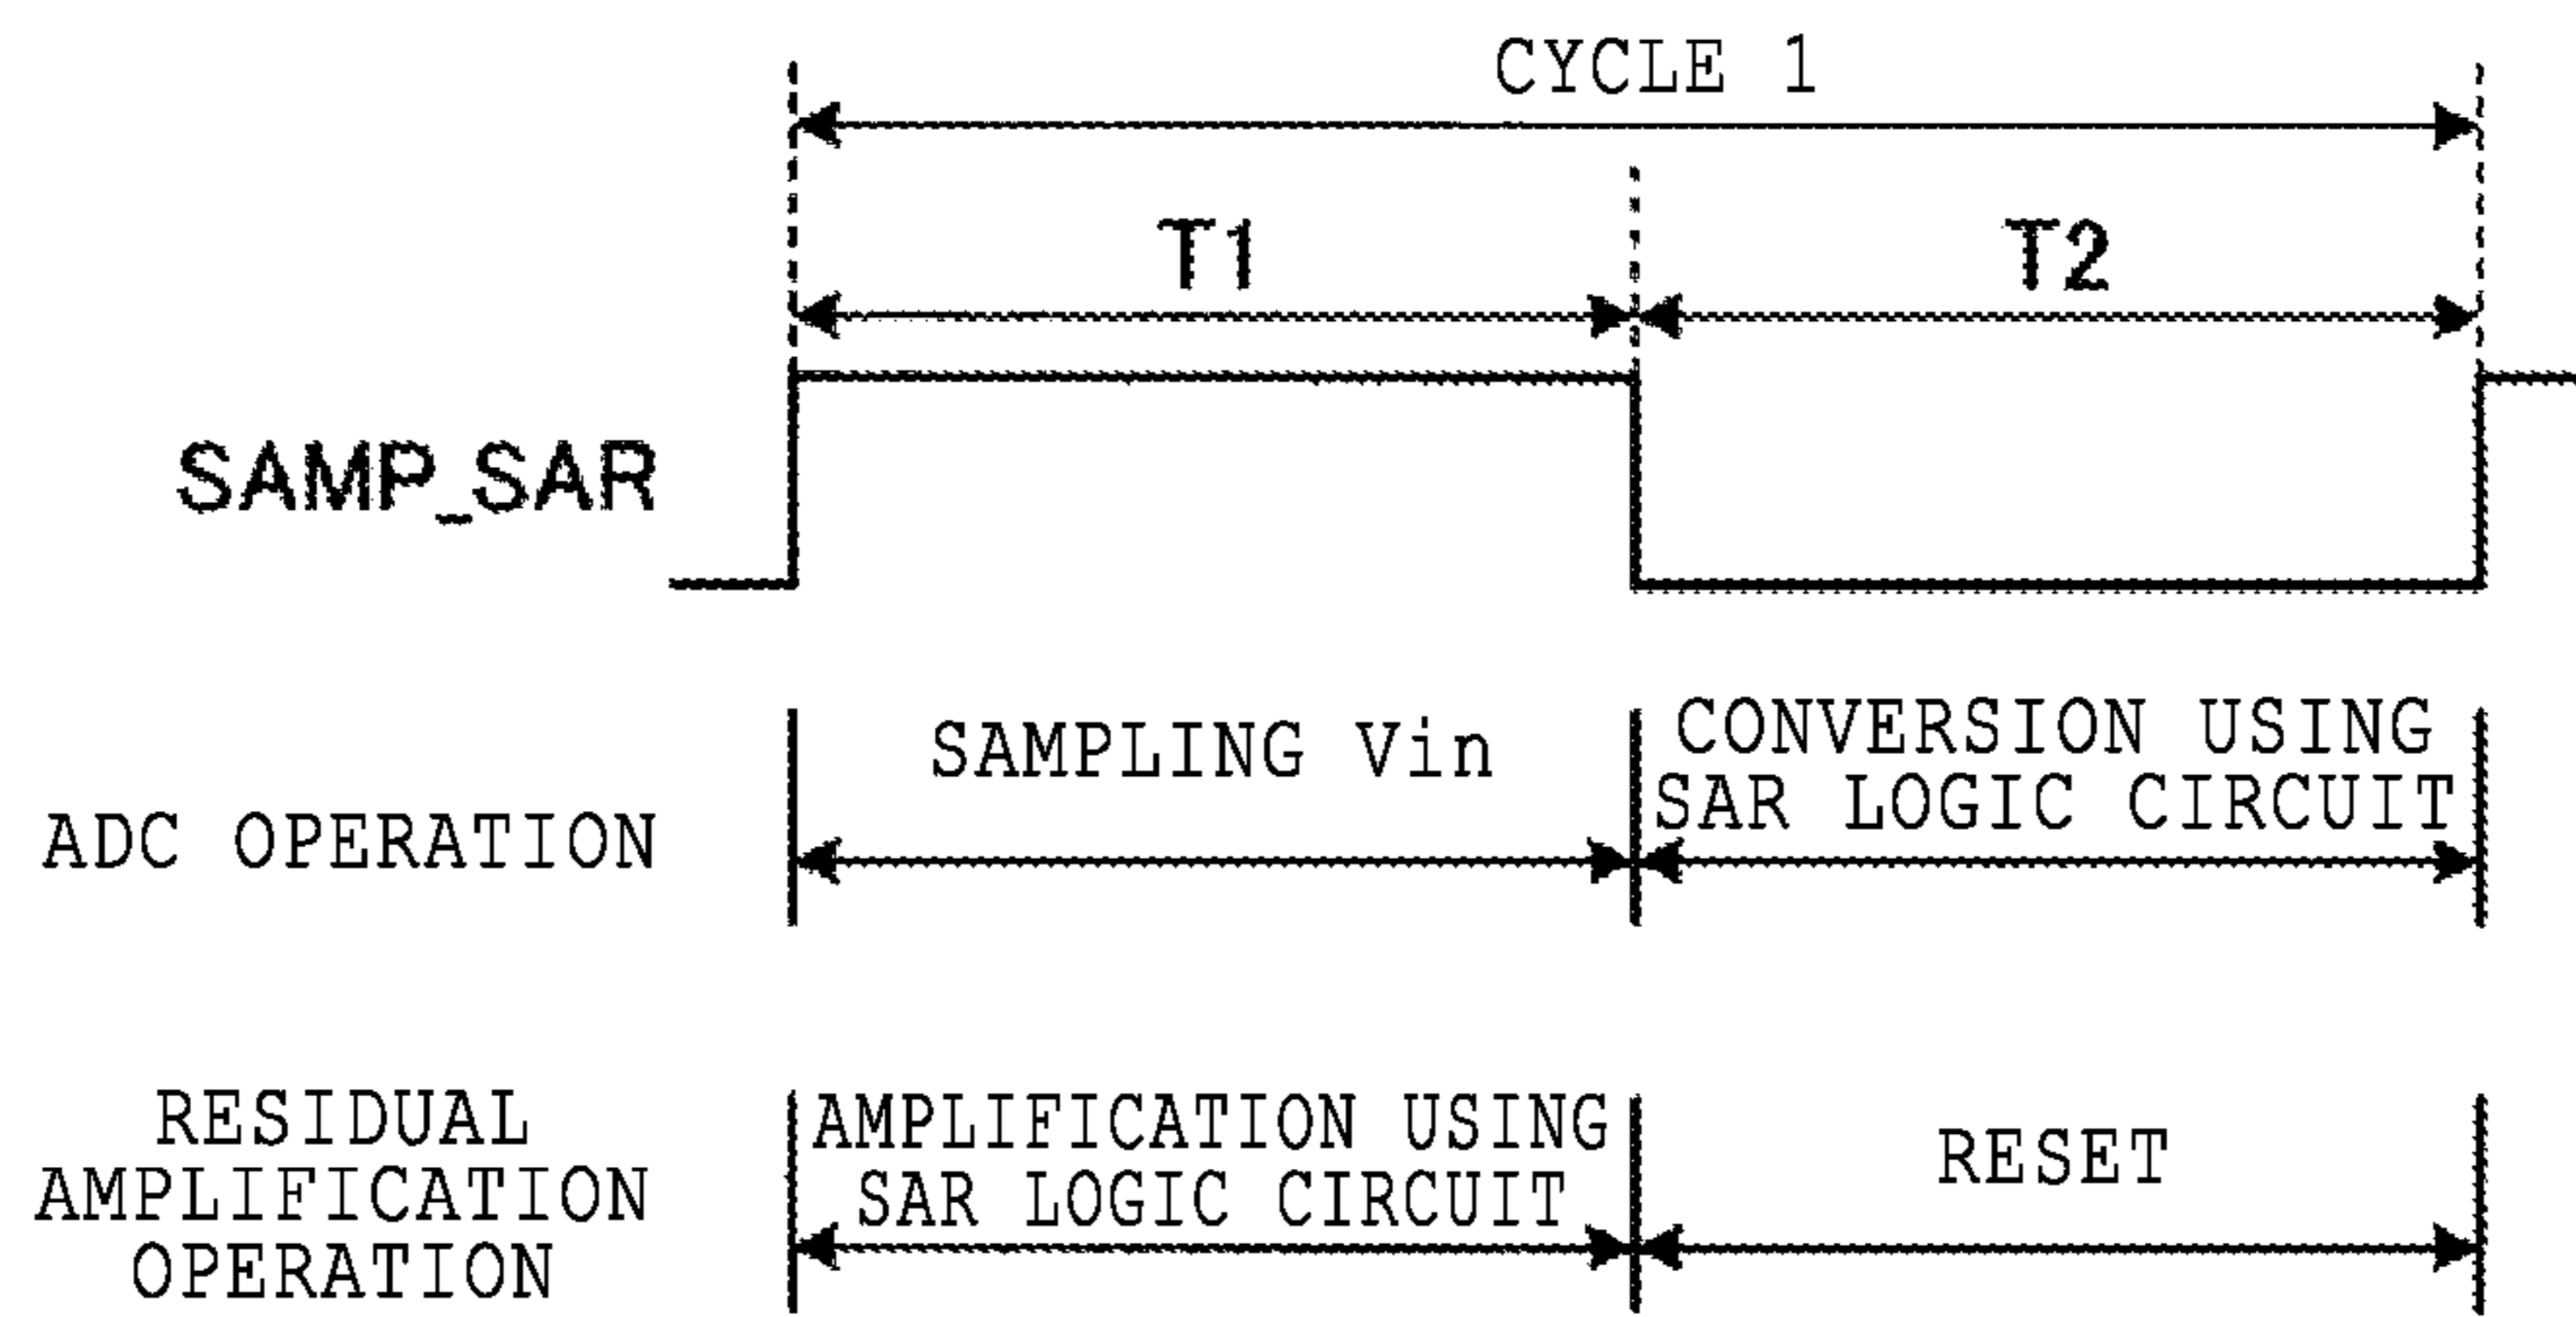 CYCLE 1
T1
T2
SAMP_SAR
ADC OPERATION
SAMPLING Vin
CONVERSION USING
SAR LOGIC CIRCUIT
RESIDUAL
AMPLIFICATION
OPERATION
AMPLIFICATION USING
SAR LOGIC CIRCUIT
RESET